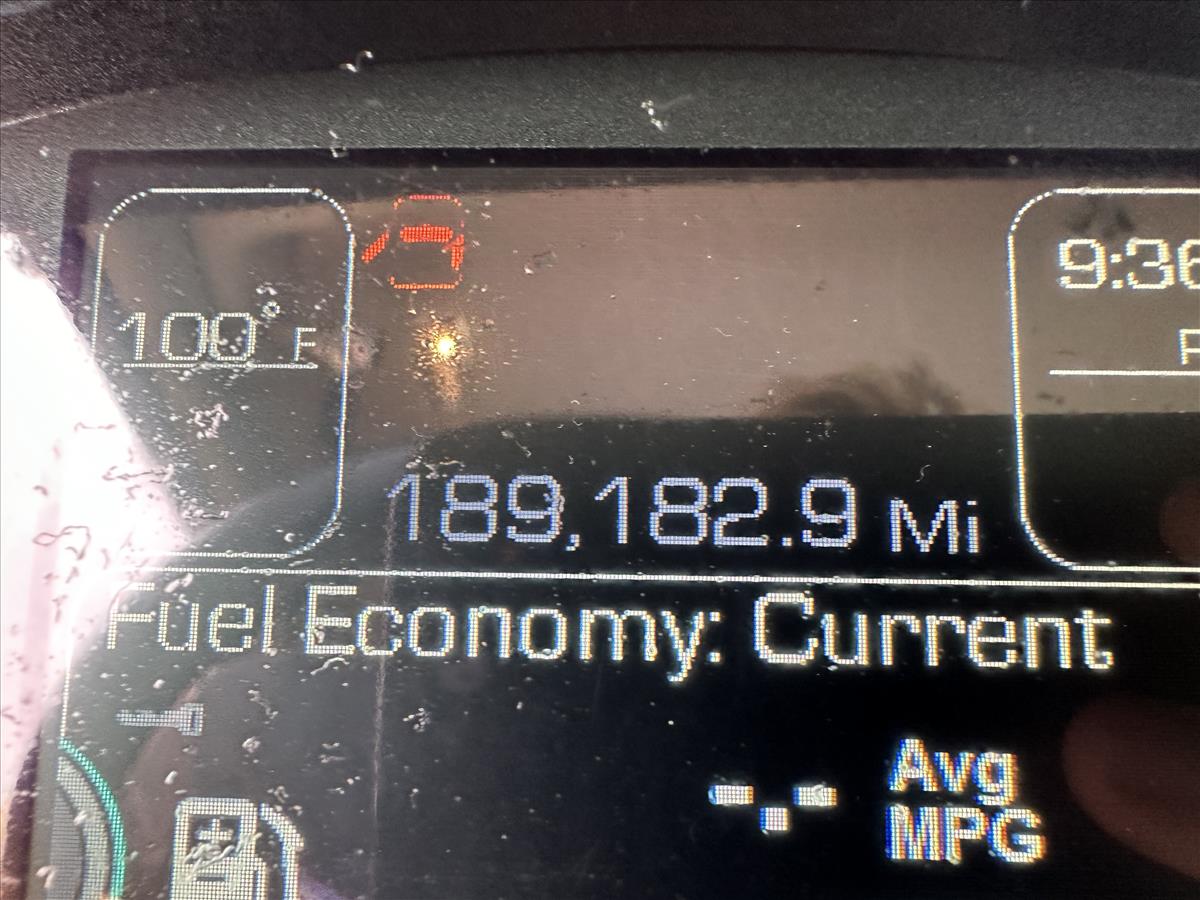 100° F
9:36
189,182.9 Mi
Fuel Economy: Current
Avg
MPG